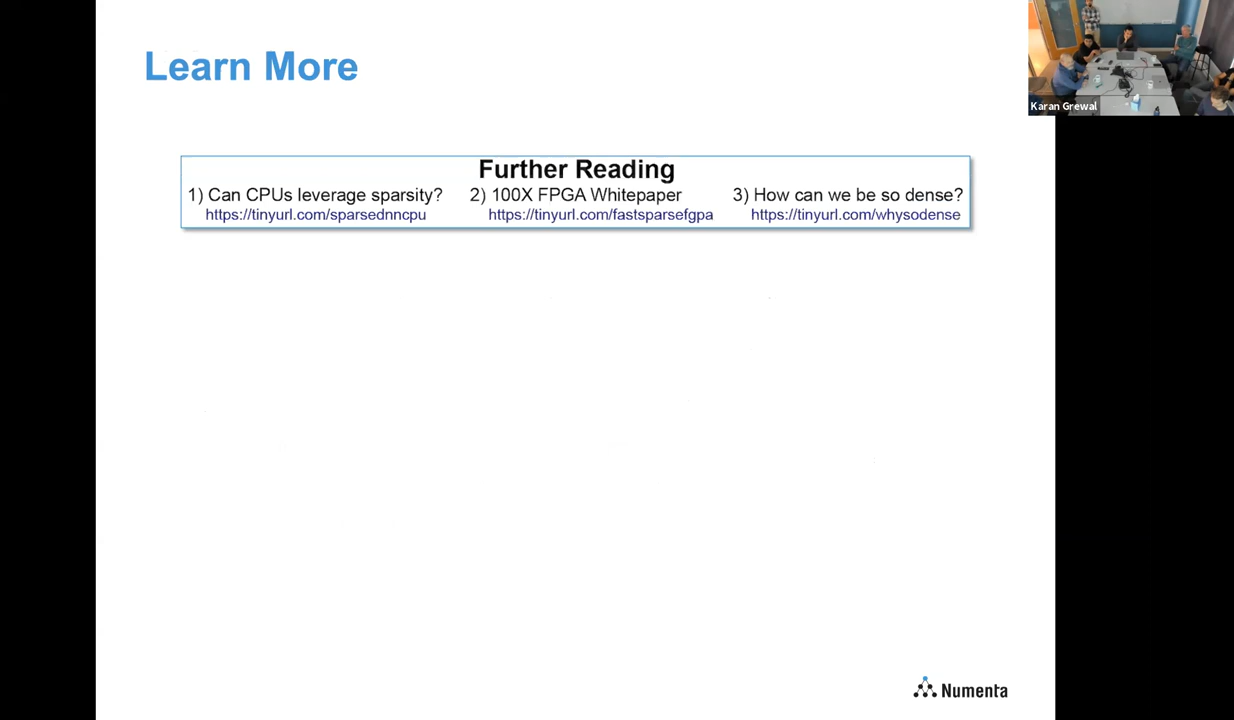 Learn More
Karan Grewal
Further Reading
1) Can CPUs leverage sparsity?
https://tinyurl.com/sparsednncpu
2) 100X FPGA Whitepaper
https://tinyurl.com/fastsparsefgpa
3) How can we be so dense?
https://tinyurl.com/whysodense
Numenta